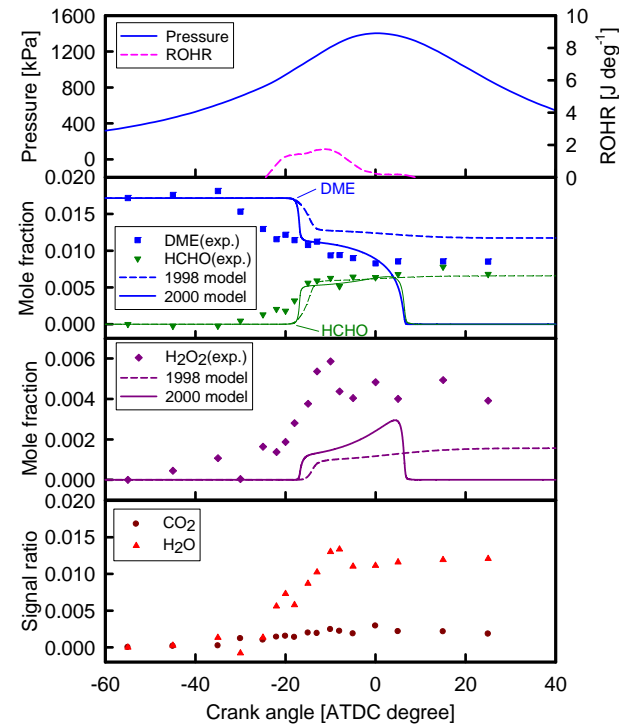 1600
1200
800
400
0
Pressure [kPa]
Pressure
ROHR
10
8
6
4
2
0
ROHR [J deg⁻¹]
0.020
0.015
0.010
0.005
0.000
Mole fraction
DME
DME(exp.)
HCHO(exp.)
1998 model
2000 model
HCHO
0.006
0.004
0.002
0.000
Mole fraction
H₂O₂(exp.)
1998 model
2000 model
0.020
0.015
0.010
0.005
0.000
Signal ratio
CO₂
H₂O
-60 -40 -20 0 20 40
Crank angle [ATDC degree]